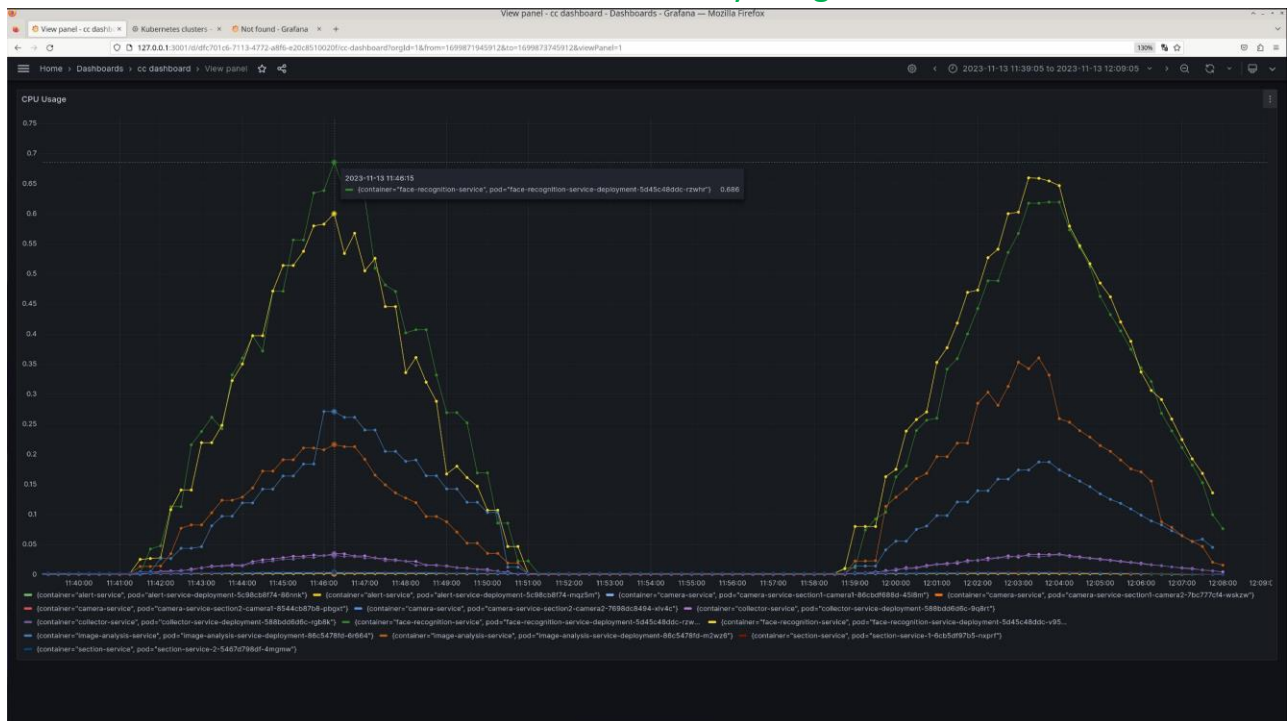 View panel - cc dashboard - Dashboards - Grafana — Mozilla Firefox
View panel - cc dashb ×
Kubernetes clusters - ×
Not found - Grafana ×
+
127.0.0.1:3001/d/dfc701c6-7113-4772-a8f6-e20c8510020f/cc-dashboard?orgId=1&from=1699871945912&to=1699873745912&viewPanel=1
130%
Home › Dashboards › cc dashboard › View panel
2023-11-13 11:39:05 to 2023-11-13 12:09:05
CPU Usage
0.75
0.7
0.65
0.6
0.55
0.5
0.45
0.4
0.35
0.3
0.25
0.2
0.15
0.1
0.05
0
2023-11-13 11:46:15
{container="face-recognition-service", pod="face-recognition-service-deployment-5d45c48ddc-rzwhr"} 0.686
11:40:00 11:41:00 11:42:00 11:43:00 11:44:00 11:45:00 11:46:00 11:47:00 11:48:00 11:49:00 11:50:00 11:51:00 11:52:00 11:53:00 11:54:00 11:55:00 11:56:00 11:57:00 11:58:00 11:59:00 12:00:00 12:01:00 12:02:00 12:03:00 12:04:00 12:05:00 12:06:00 12:07:00 12:08:00 12:09:0
{container="alert-service", pod="alert-service-deployment-5c98cb8f74-86nnk"} {container="alert-service", pod="alert-service-deployment-5c98cb8f74-mqz5m"} {container="camera-service", pod="camera-service-section1-camera1-86cbdf688d-45l8mt"} {container="camera-service", pod="camera-service-section1-camera2-7bc777cf4-wskzw"}
{container="camera-service", pod="camera-service-section2-camera1-8544cb87b8-pbgxt"} {container="camera-service", pod="camera-service-section2-camera2-7698dc9494-xlv4c"} {container="collector-service", pod="collector-service-deployment-588bdd6d6c-9q8rt"}
{container="collector-service", pod="collector-service-deployment-588bdd6d6c-rgb8k"} {container="face-recognition-service", pod="face-recognition-service-deployment-5d45c48ddc-rzw... {container="face-recognition-service", pod="face-recognition-service-deployment-5d45c48ddc-v95...
{container="image-analysis-service", pod="image-analysis-service-deployment-86c5478fd-6r664"} {container="image-analysis-service", pod="image-analysis-service-deployment-86c5478fd-m2wz6"} {container="section-service", pod="section-service-1-6cb5df97b5-nxprf"}
{container="section-service", pod="section-service-2-5467d798df-4mgmw"}